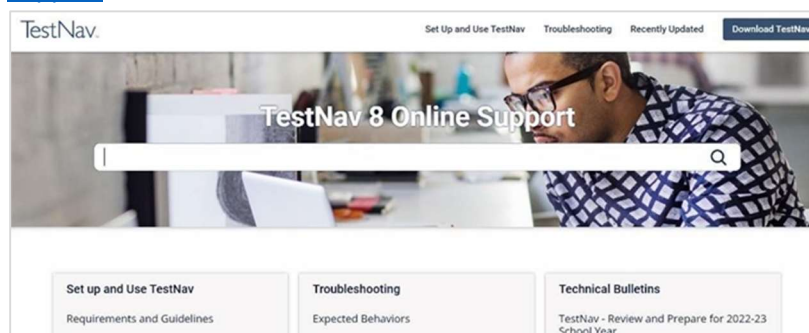 TestNav
Set Up and Use TestNav Troubleshooting Recently Updated Download TestNav
TestNav 8 Online Support
Set up and Use TestNav
Requirements and Guidelines
Troubleshooting
Expected Behaviors
Technical Bulletins
TestNav - Review and Prepare for 2022-23
School Year